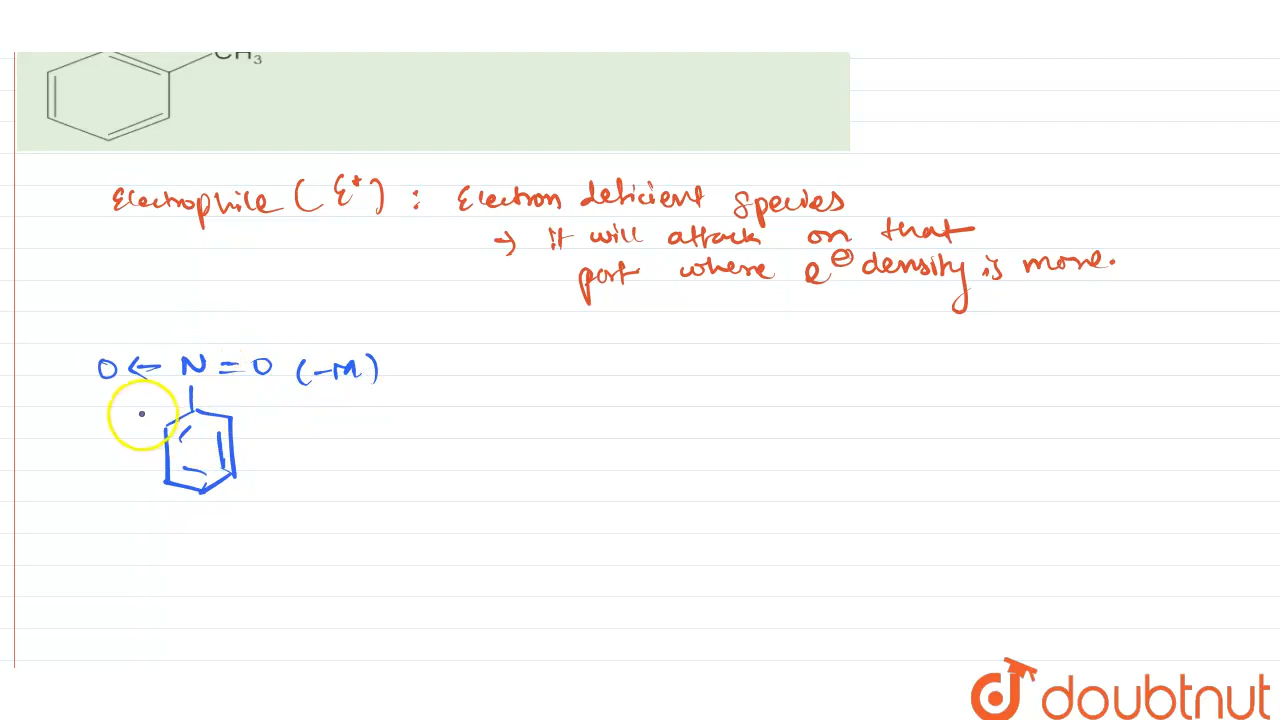 CH3
Electrophile (E+) : Electron deficient Species
→ it will attack on that
part where e⊖ density is more.
O ← N = O (-M)
doubtnut